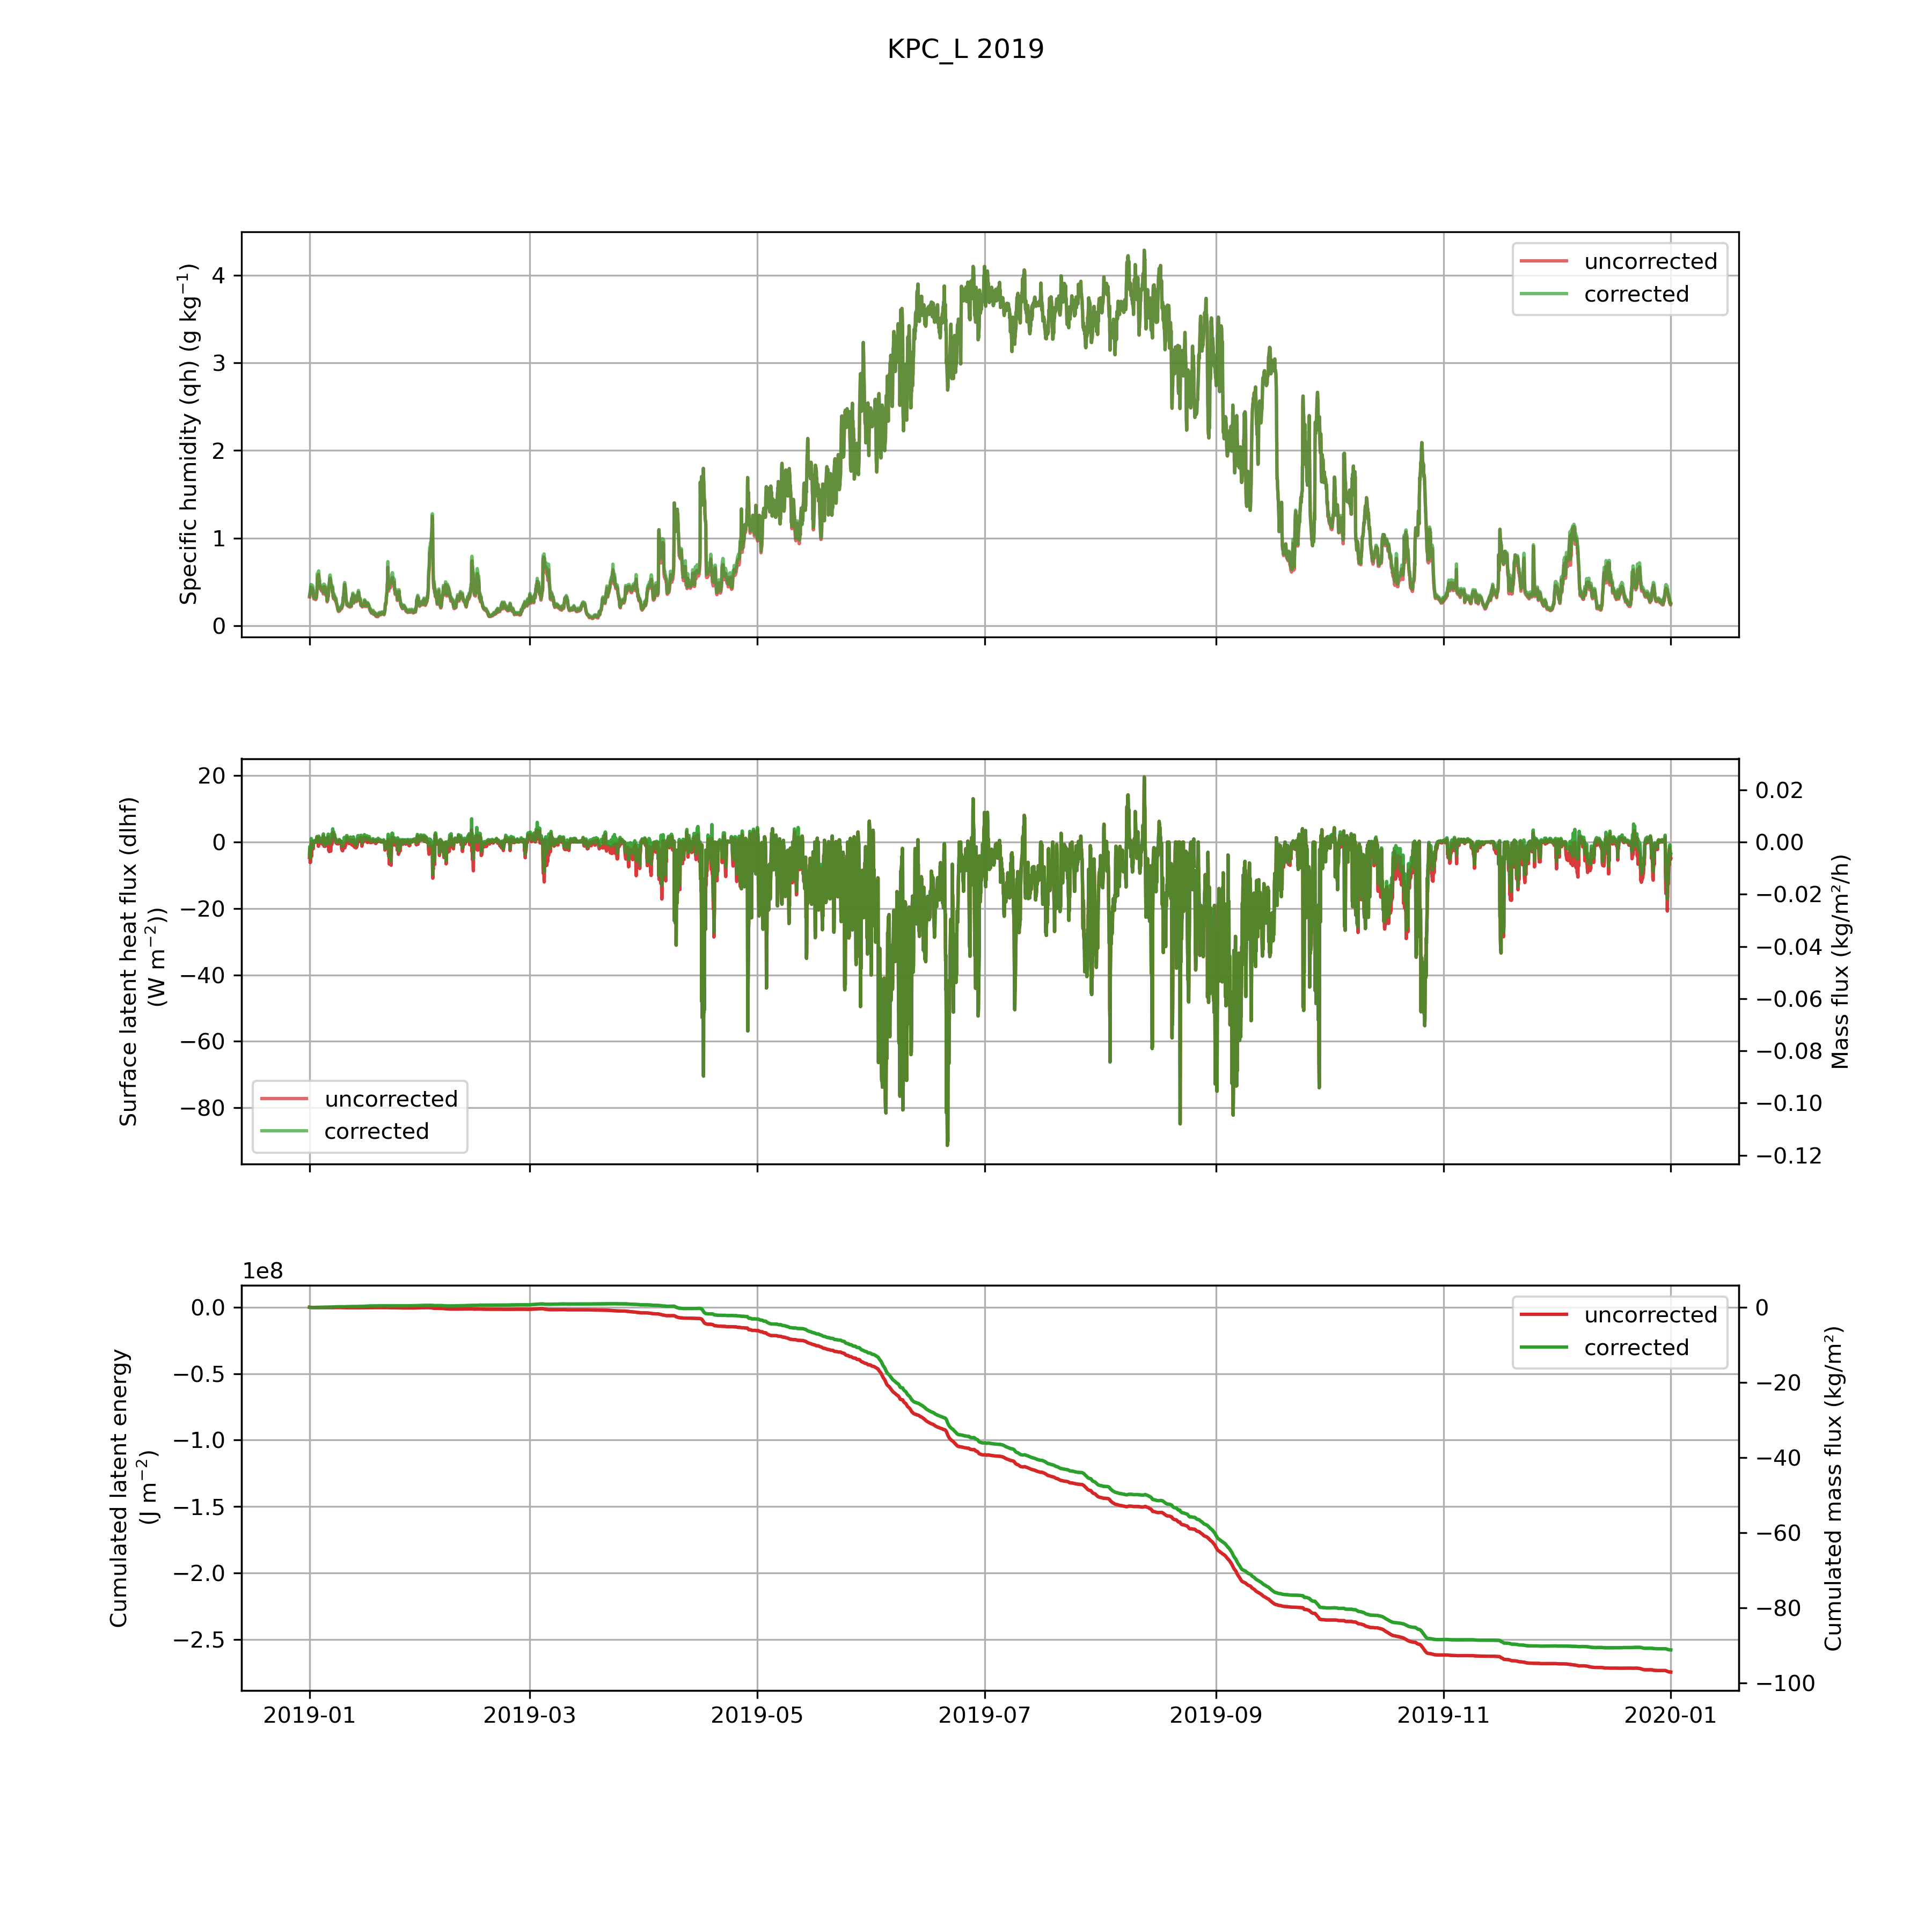 KPC_L 2019
Specific humidity (qh) (g kg⁻¹)
4
3
2
1
0
uncorrected
corrected
Surface latent heat flux (dlhf)
(W m⁻²))
20
0
−20
−40
−60
−80
uncorrected
corrected
0.02
0.00
−0.02
−0.04
−0.06
−0.08
−0.10
−0.12
Mass flux (kg/m²/h)
1e8
Cumulated latent energy
(J m⁻²)
0.0
−0.5
−1.0
−1.5
−2.0
−2.5
uncorrected
corrected
0
−20
−40
−60
−80
−100
Cumulated mass flux (kg/m²)
2019-01 2019-03 2019-05 2019-07 2019-09 2019-11 2020-01